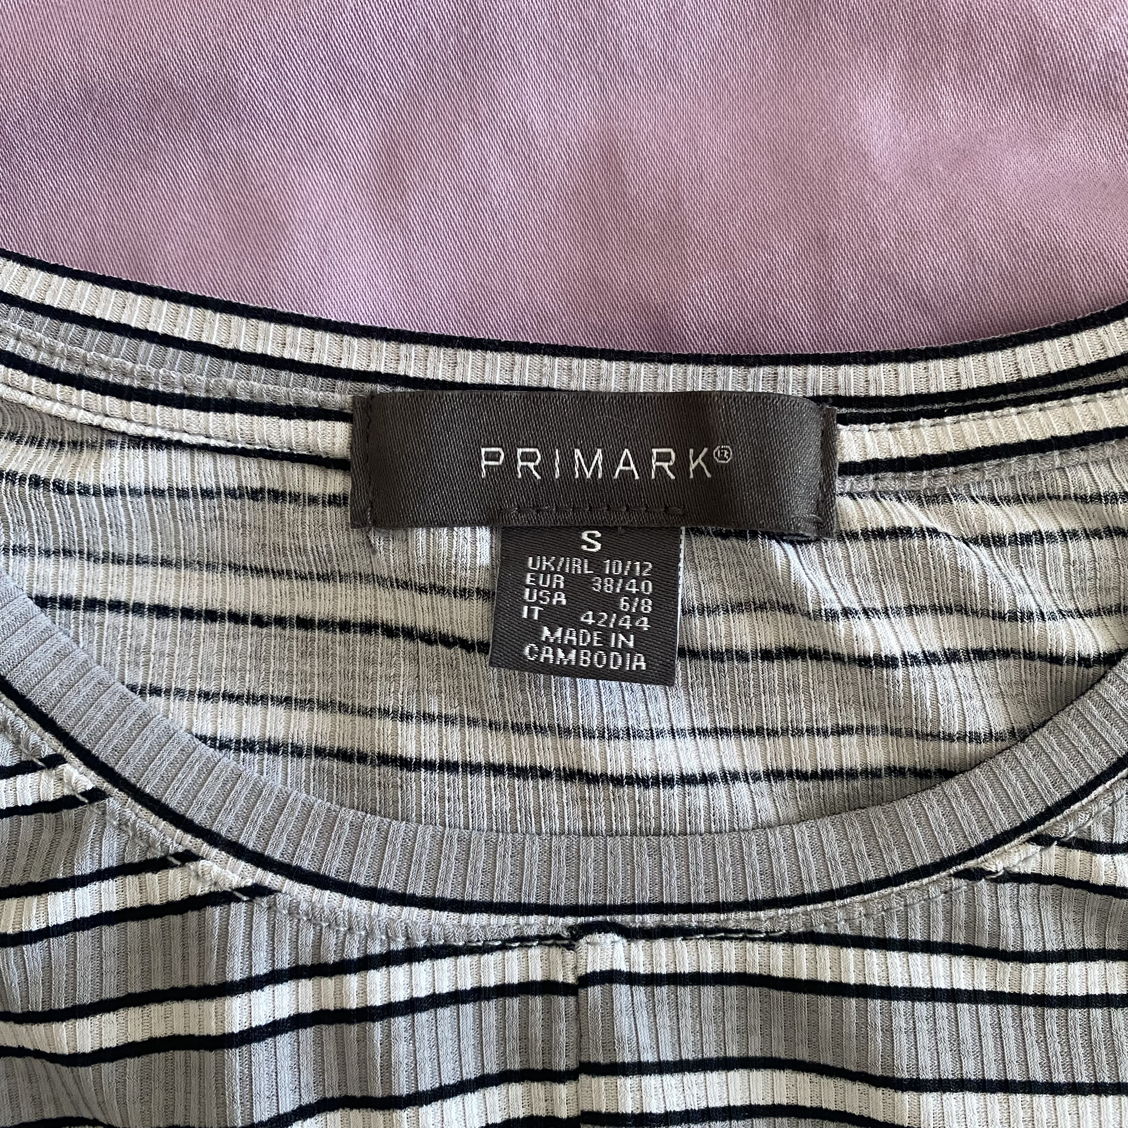 PRIMARK®
S
UK/IRL 10/12
EUR 38/40
USA 6/8
IT 42/44
MADE IN
CAMBODIA